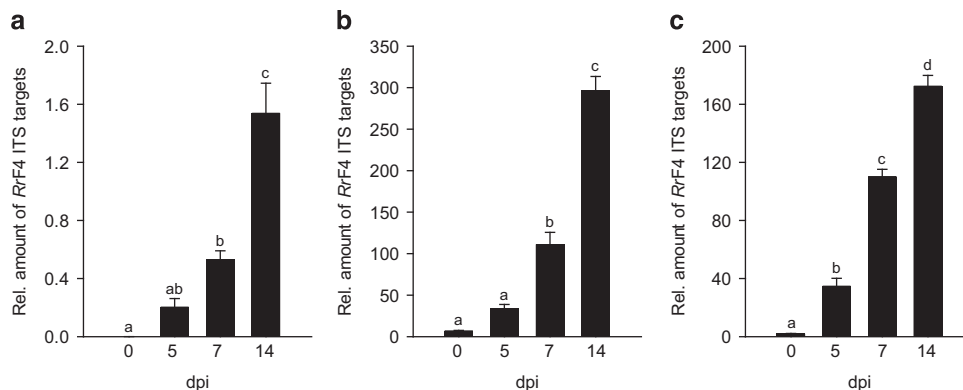 a
Rel. amount of RrF4 ITS targets
2.0
1.6
1.2
0.8
0.4
0.0
a
ab
b
c
0 5 7 14
dpi
b
Rel. amount of RrF4 ITS targets
350
300
250
200
150
100
50
0
a
a
b
c
0 5 7 14
dpi
c
Rel. amount of RrF4 ITS targets
200
160
120
80
40
0
a
b
c
d
0 5 7 14
dpi